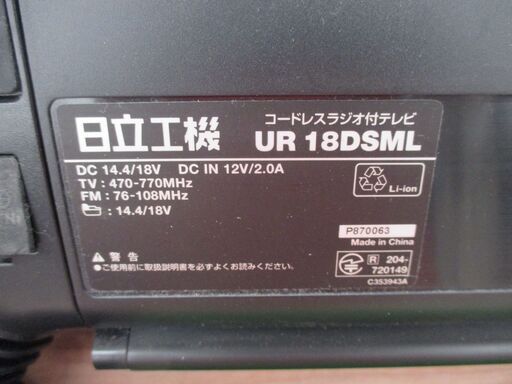 日立工機
コードレスラジオ付テレビ
UR 18DSML
DC 14.4/18V DC IN 12V/2.0A
TV : 470-770MHz
FM : 76-108MHz
: 14.4/18V
Li-ion
P870063
Made in China
⚠ 警告
●ご使用前に取扱説明書を必ずよくお読みください。
R 204-
720149
C353943A